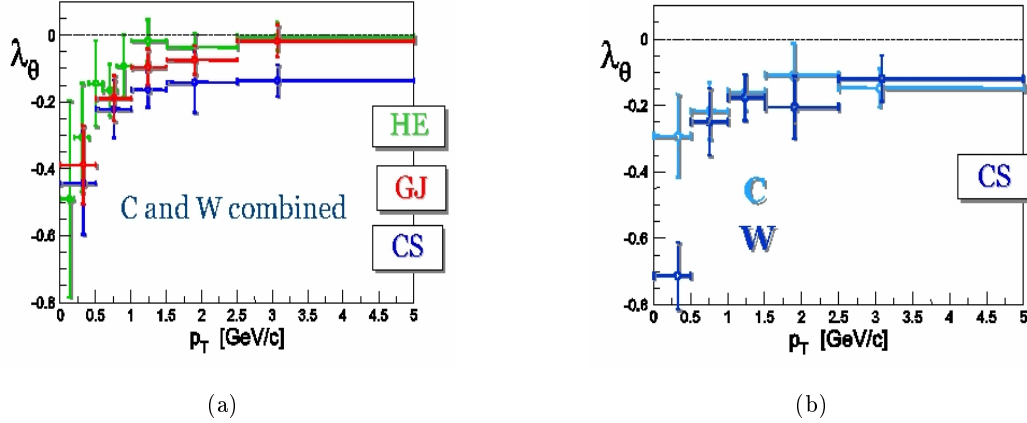 0
λθ
-0.2
-0.4
-0.6
-0.8
HE
GJ
CS
C and W combined
0 0.5 1 1.5 2 2.5 3 3.5 4 4.5 5
pT [GeV/c]
(a)
0
λθ
-0.2
-0.4
-0.6
-0.8
C
W
CS
0 0.5 1 1.5 2 2.5 3 3.5 4 4.5 5
pT [GeV/c]
(b)